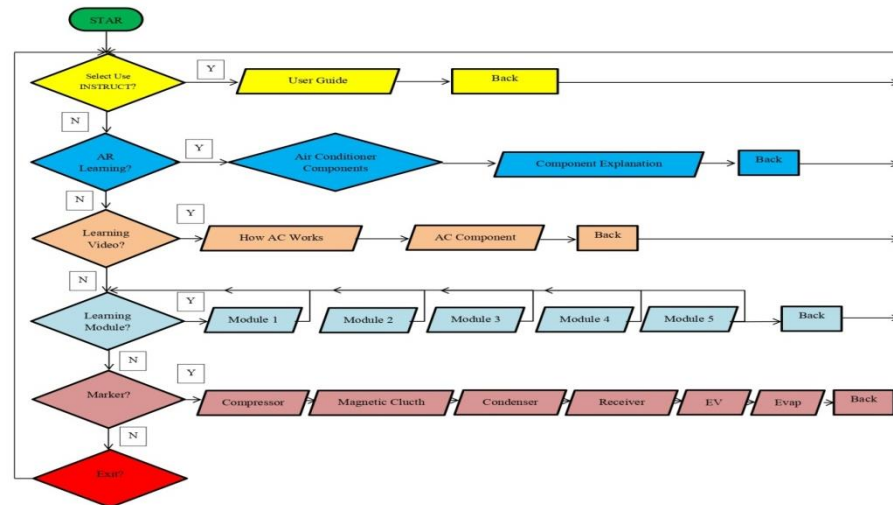 STAR
Select Use
INSTRUCT?
Y
User Guide
Back
N
AR
Learning?
Y
Air Conditioner
Components
Component Explanation
Back
N
Learning
Video?
Y
How AC Works
AC Component
Back
N
Learning
Module?
Y
Module 1
Module 2
Module 3
Module 4
Module 5
Back
N
Marker?
Y
Compressor
Magnetic Clucth
Condenser
Receiver
EV
Evap
Back
N
Exit?